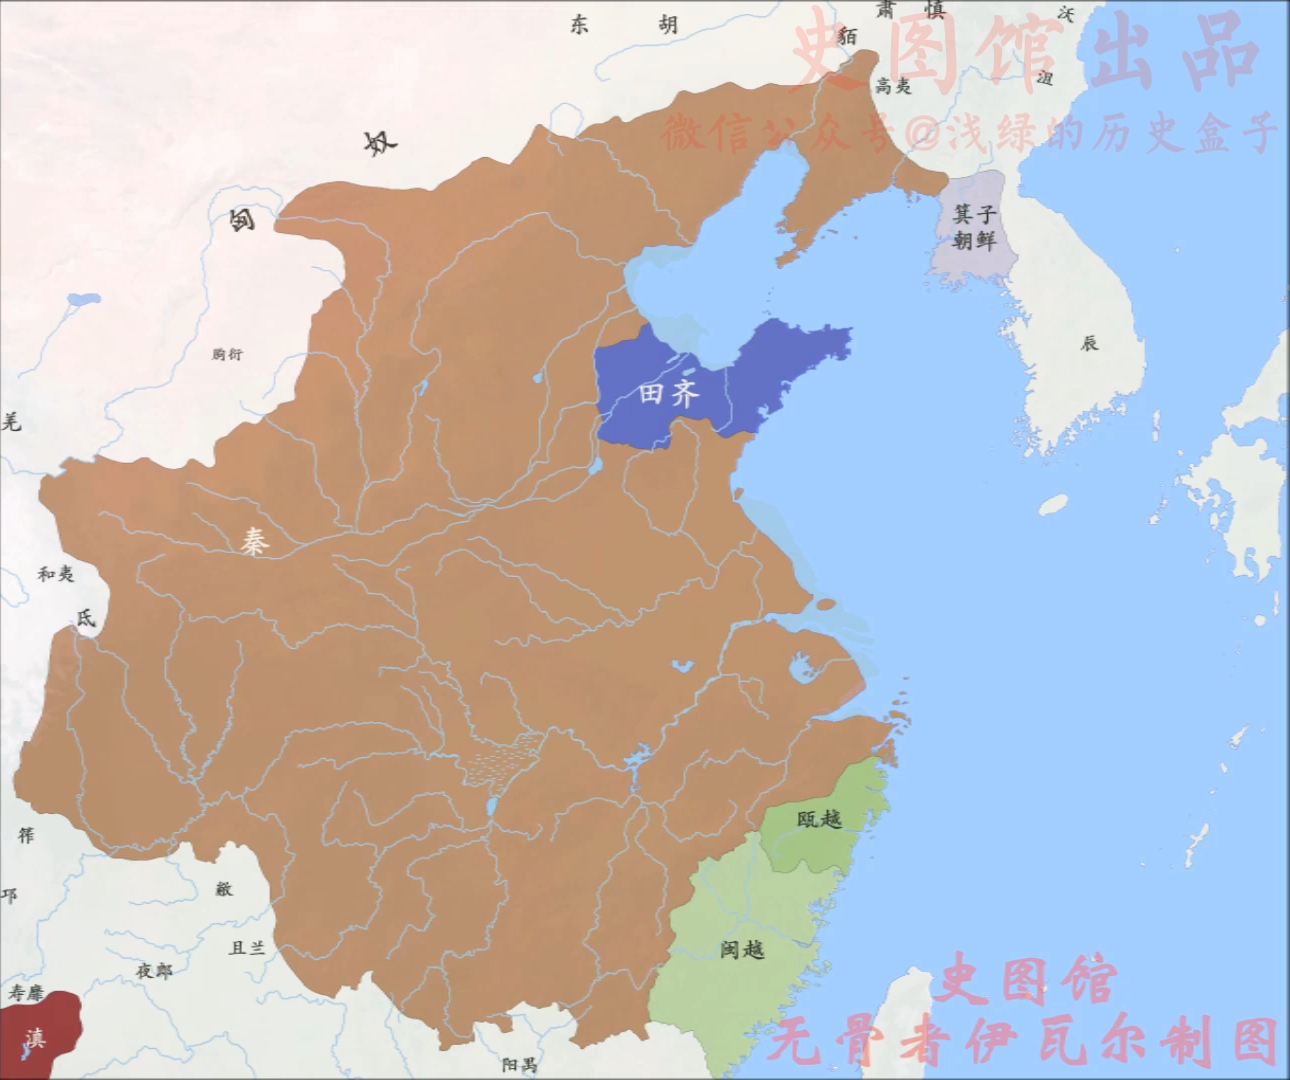 东 胡
肃 慎
沃
沮
史图馆出品
貊
高夷
微信公众号@浅绿的历史盒子
奴
匈
箕子
朝鲜
朐衍
辰
田齐
羌
秦
和夷
氐
瓯越
筰
邛
闽越
且兰
夜郎
寿靡
滇
史图馆
无骨者伊瓦尔制图
阳禺